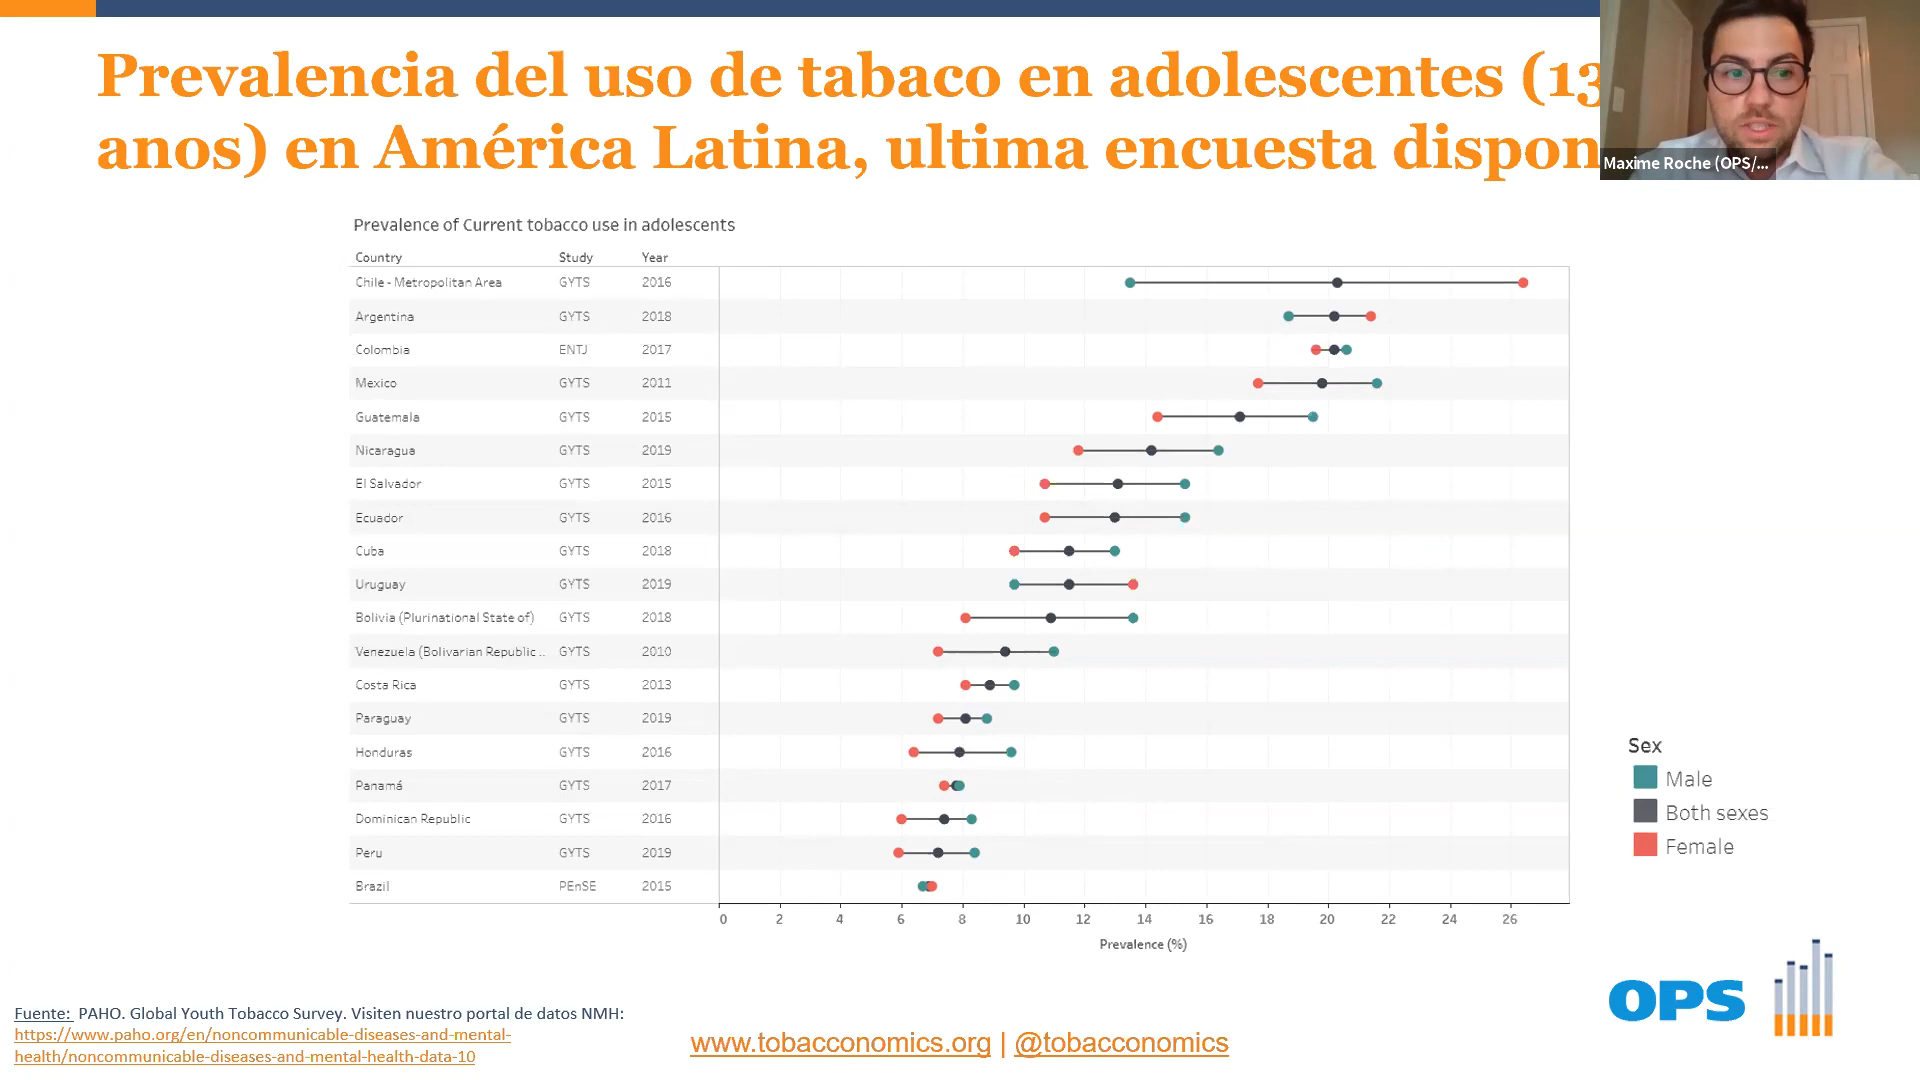 Prevalencia del uso de tabaco en adolescentes (13
anos) en América Latina, ultima encuesta dispon
Maxime Roche (OPS/...
Prevalence of Current tobacco use in adolescents
Country Study Year
Chile - Metropolitan Area GYTS 2016
Argentina GYTS 2018
Colombia ENTJ 2017
Mexico GYTS 2011
Guatemala GYTS 2015
Nicaragua GYTS 2019
El Salvador GYTS 2015
Ecuador GYTS 2016
Cuba GYTS 2018
Uruguay GYTS 2019
Bolivia (Plurinational State of) GYTS 2018
Venezuela (Bolivarian Republic .. GYTS 2010
Costa Rica GYTS 2013
Paraguay GYTS 2019
Honduras GYTS 2016
Panamá GYTS 2017
Dominican Republic GYTS 2016
Peru GYTS 2019
Brazil PEnSE 2015
0 2 4 6 8 10 12 14 16 18 20 22 24 26
Prevalence (%)
Sex
Male
Both sexes
Female
OPS
Fuente: PAHO. Global Youth Tobacco Survey. Visiten nuestro portal de datos NMH:
https://www.paho.org/en/noncommunicable-diseases-and-mental-
health/noncommunicable-diseases-and-mental-health-data-10
www.tobacconomics.org | @tobacconomics